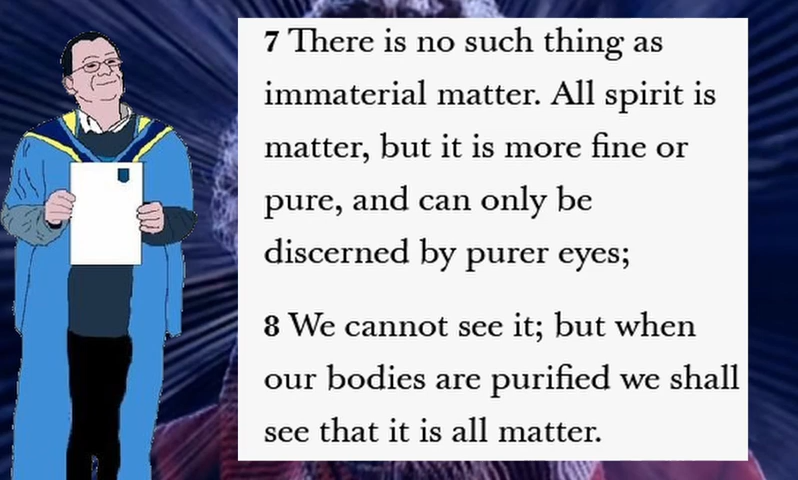 7 There is no such thing as
immaterial matter. All spirit is
matter, but it is more fine or
pure, and can only be
discerned by purer eyes;
8 We cannot see it; but when
our bodies are purified we shall
see that it is all matter.